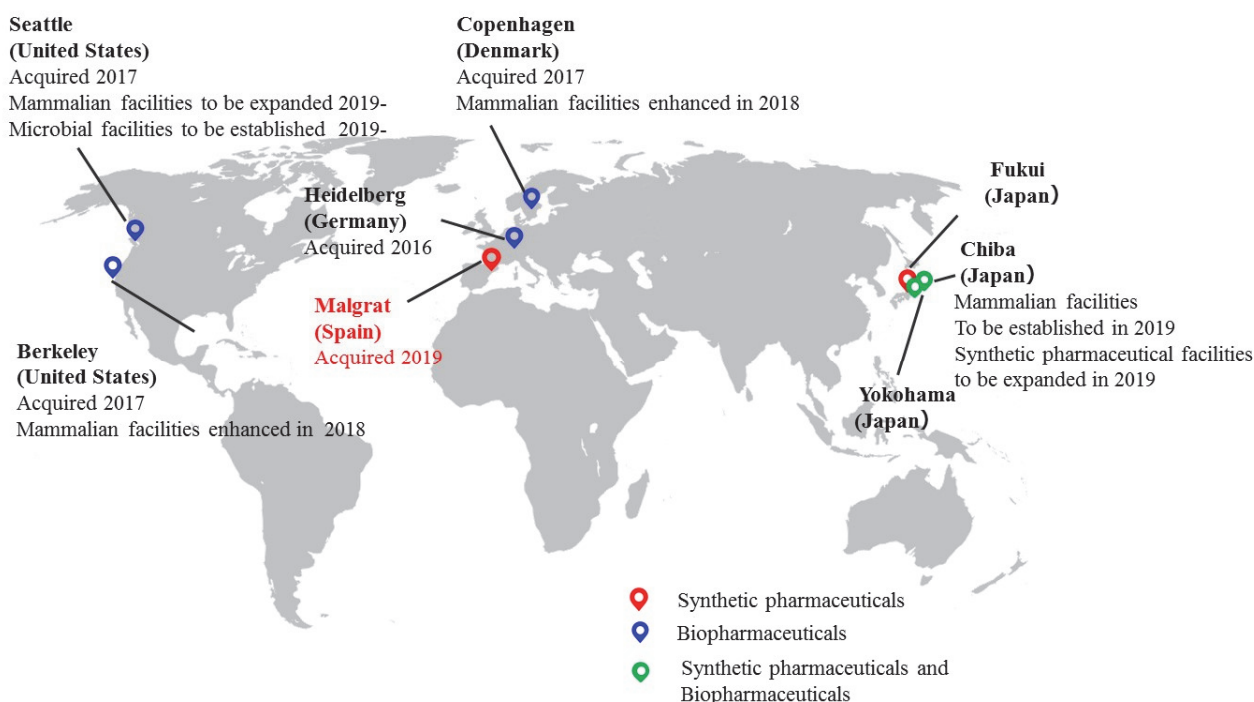 Seattle
(United States)
Acquired 2017
Mammalian facilities to be expanded 2019-
Microbial facilities to be established 2019-
Copenhagen
(Denmark)
Acquired 2017
Mammalian facilities enhanced in 2018
Heidelberg
(Germany)
Acquired 2016
Malgrat
(Spain)
Acquired 2019
Berkeley
(United States)
Acquired 2017
Mammalian facilities enhanced in 2018
Fukui
(Japan）
Chiba
(Japan）
Mammalian facilities
To be established in 2019
Synthetic pharmaceutical facilities
to be expanded in 2019
Yokohama
(Japan）
Synthetic pharmaceuticals
Biopharmaceuticals
Synthetic pharmaceuticals and
Biopharmaceuticals